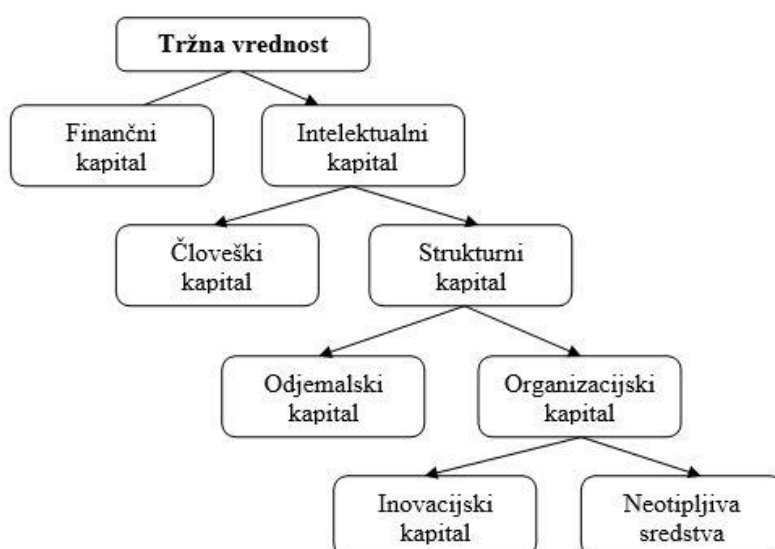 Tržna vrednost
Finančni
kapital
Intelektualni
kapital
Človeški
kapital
Strukturni
kapital
Odjemalski
kapital
Organizacijski
kapital
Inovacijski
kapital
Neotipljiva
sredstva